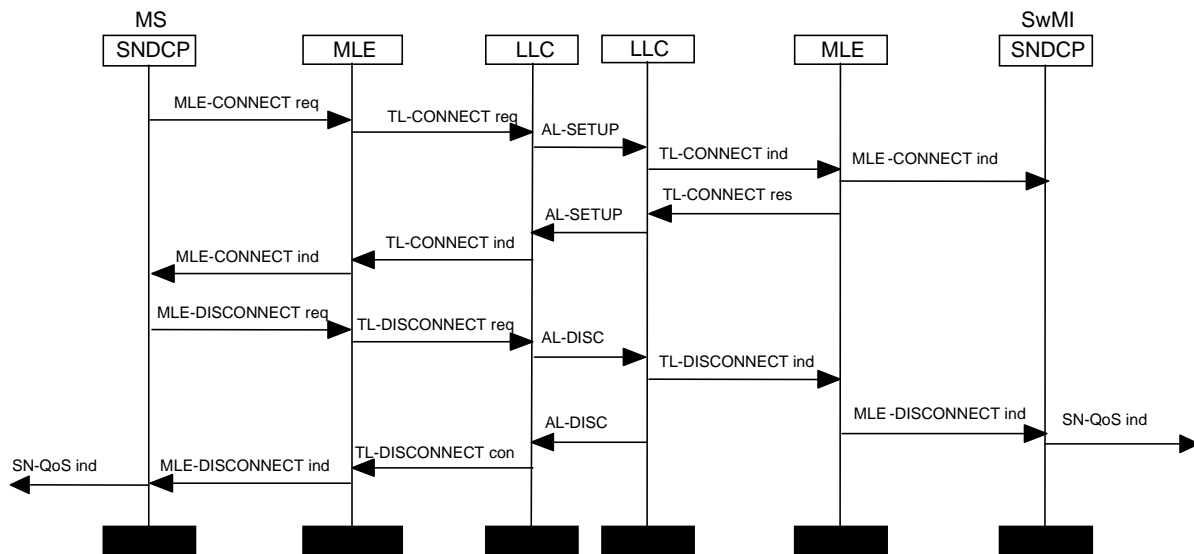 MS
SwMI
SNDCP
MLE
LLC
LLC
MLE
SNDCP
MLE-CONNECT req
TL-CONNECT req
AL-SETUP
TL-CONNECT ind
MLE-CONNECT ind
TL-CONNECT res
AL-SETUP
TL-CONNECT ind
MLE-CONNECT ind
MLE-DISCONNECT req
TL-DISCONNECT req
AL-DISC
TL-DISCONNECT ind
MLE-DISCONNECT ind
SN-QoS ind
AL-DISC
TL-DISCONNECT con
MLE-DISCONNECT ind
SN-QoS ind